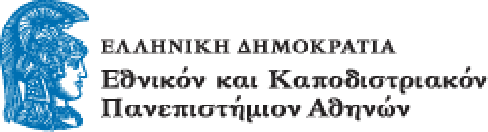 ΕΛΛΗΝΙΚΗ ΔΗΜΟΚΡΑΤΙΑ
Εθνικόν και Καποδιστριακόν
Πανεπιστήμιον Αθηνών